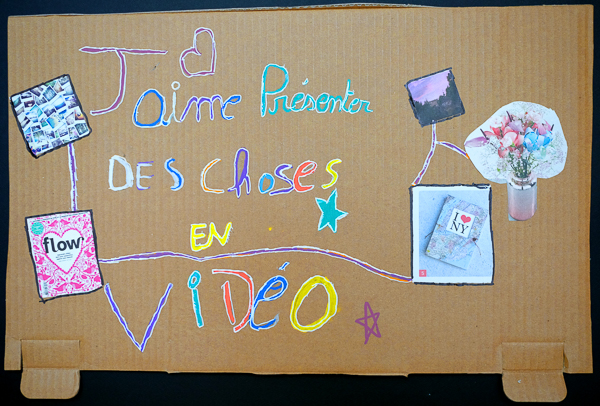 J'aime Présenter
DES choses
EN
VIDÉO
flow
I ❤ NY